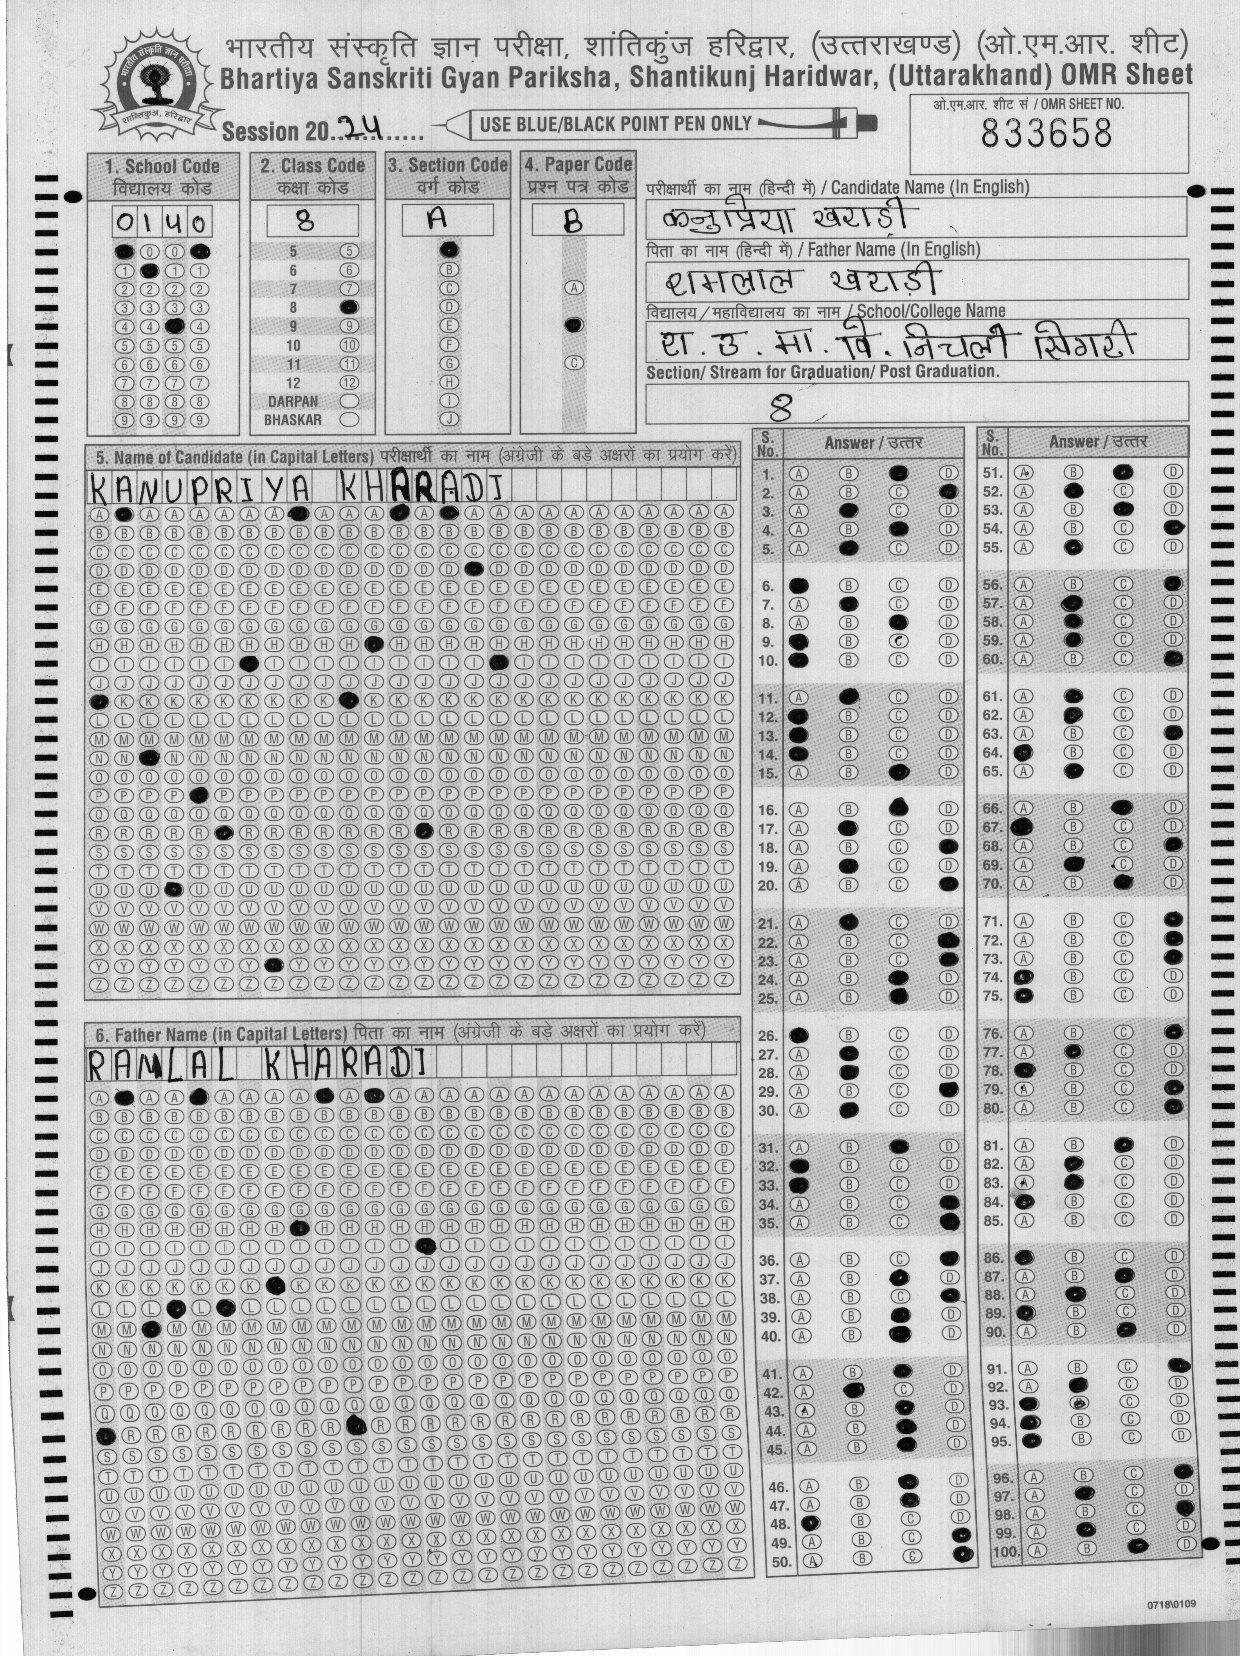 भारतीय संस्कृति ज्ञान परीक्षा, शांतिकुंज हरिद्वार, (उत्तराखण्ड) (ओ.एम.आर. शीट)
Bhartiya Sanskriti Gyan Pariksha, Shantikunj Haridwar, (Uttarakhand) OMR Sheet
Session 2024
USE BLUE/BLACK POINT PEN ONLY
ओ.एम.आर. शीट सं / OMR SHEET NO.
833658
1. School Code
विद्यालय कोड
0140
2. Class Code
कक्षा कोड
8
5
6
7
8
9
10
11
12
DARPAN
BHASKAR
3. Section Code
वर्ग कोड
A
4. Paper Code
प्रश्न पत्र कोड
B
परीक्षार्थी का नाम (हिन्दी में) / Candidate Name (In English)
कनुप्रिया खराड़ी
पिता का नाम (हिन्दी में) / Father Name (In English)
रामलाल खराड़ी
विद्यालय / महाविद्यालय का नाम / School/College Name
रा. उ. मा. वि. निचली सिगरी
Section/ Stream for Graduation/ Post Graduation.
8
5. Name of Candidate (in Capital Letters) परीक्षार्थी का नाम (अंग्रेजी के बड़े अक्षरों का प्रयोग करें)
KANUPRIYA KHARADI
6. Father Name (in Capital Letters) पिता का नाम (अंग्रेजी के बड़े अक्षरों का प्रयोग करें)
RAMLAL KHARADI
S. No. Answer / उत्तर
S. No. Answer / उत्तर
0718\0109